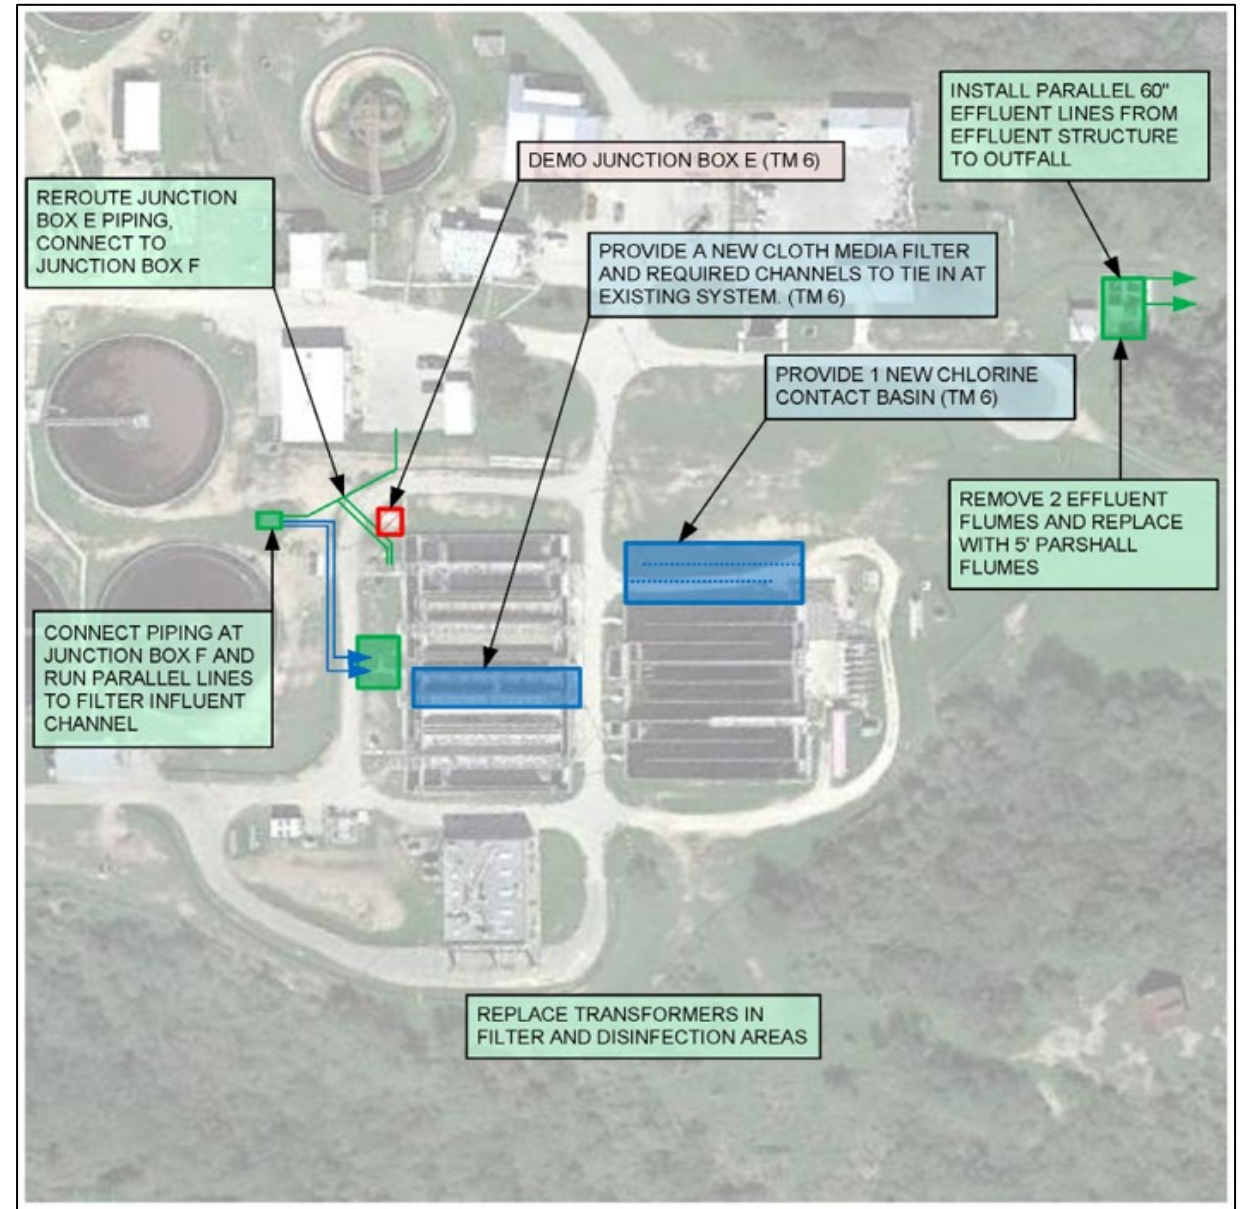 INSTALL PARALLEL 60"
EFFLUENT LINES FROM
EFFLUENT STRUCTURE
TO OUTFALL
DEMO JUNCTION BOX E (TM 6)
REROUTE JUNCTION
BOX E PIPING,
CONNECT TO
JUNCTION BOX F
PROVIDE A NEW CLOTH MEDIA FILTER
AND REQUIRED CHANNELS TO TIE IN AT
EXISTING SYSTEM. (TM 6)
PROVIDE 1 NEW CHLORINE
CONTACT BASIN (TM 6)
REMOVE 2 EFFLUENT
FLUMES AND REPLACE
WITH 5' PARSHALL
FLUMES
CONNECT PIPING AT
JUNCTION BOX F AND
RUN PARALLEL LINES
TO FILTER INFLUENT
CHANNEL
REPLACE TRANSFORMERS IN
FILTER AND DISINFECTION AREAS